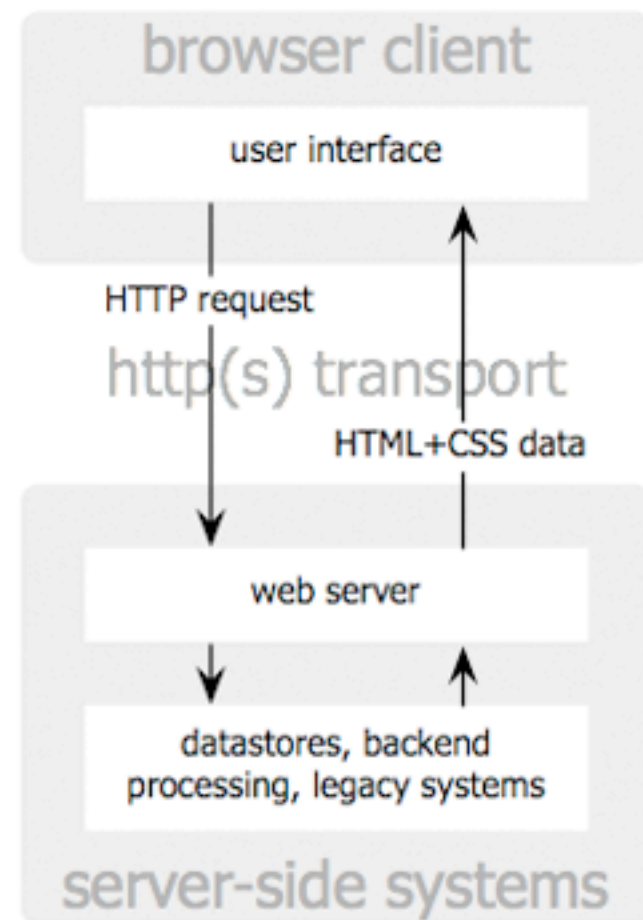 browser client
user interface
HTTP request
http(s) transport
HTML+CSS data
web server
datastores, backend
processing, legacy systems
server-side systems